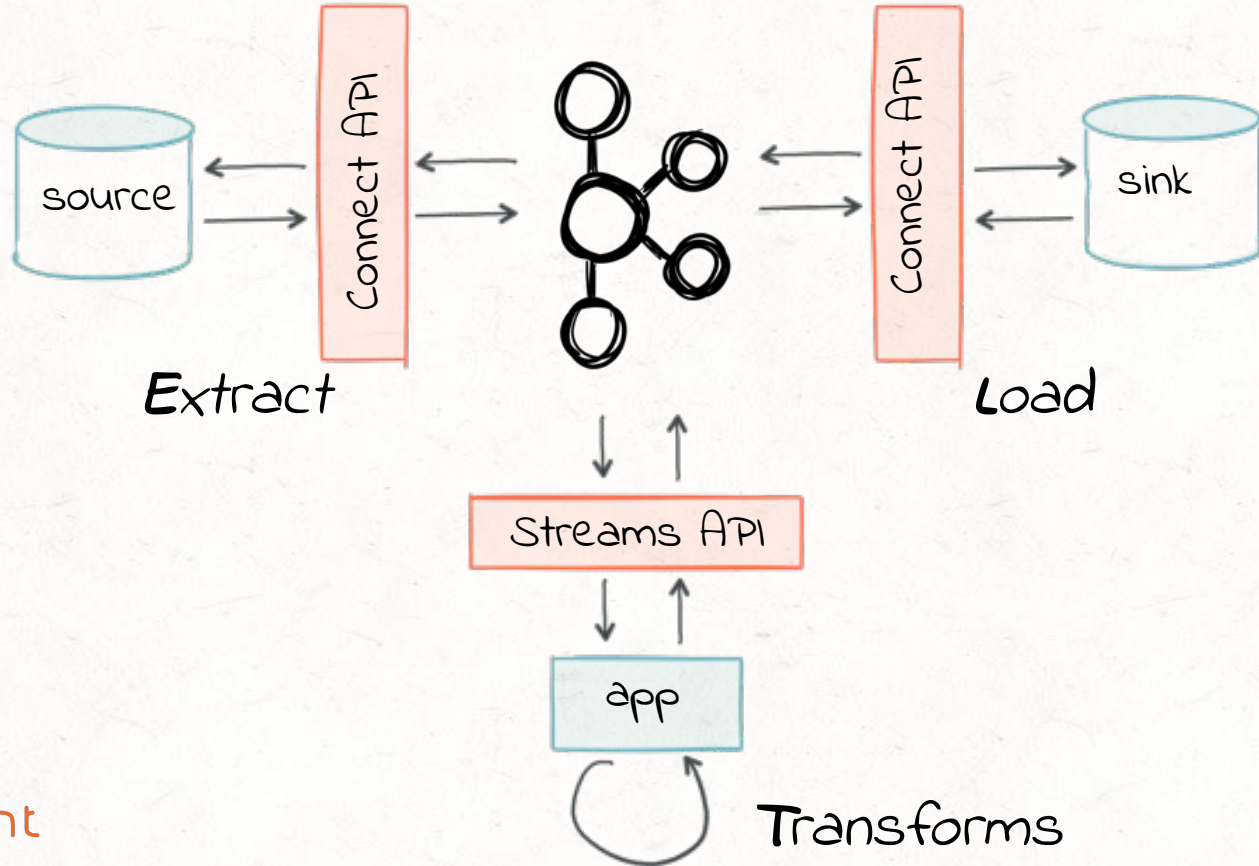 source
Connect API
Connect API
sink
Extract
Load
Streams API
app
Transforms